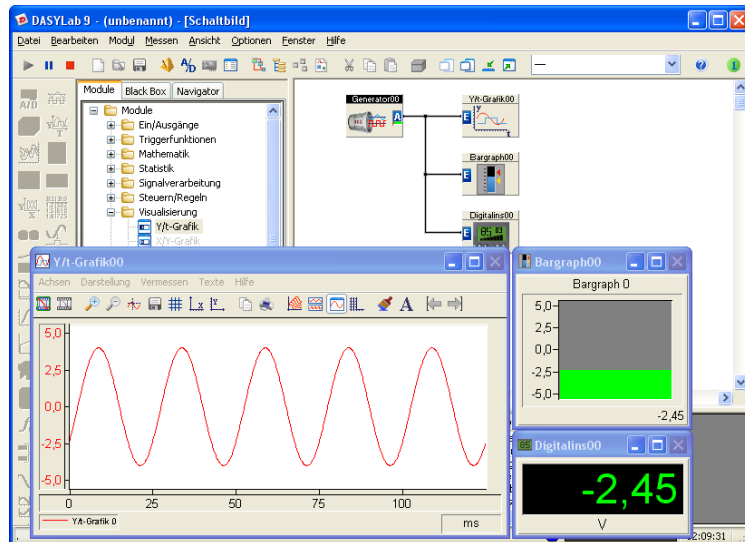 DASYLab 9 - (unbenannt) - [Schaltbild]
Datei Bearbeiten Modul Messen Ansicht Optionen Fenster Hilfe
Module Black Box Navigator
Module
Ein/Ausgänge
Triggerfunktionen
Mathematik
Statistik
Signalverarbeitung
Steuern/Regeln
Visualisierung
Y/t-Grafik
X/Y-Grafik
Generator00
A
Y/t-Grafik00
E
Bargraph00
E
Digitalins00
E
Y/t-Grafik00
Achsen Darstellung Vermessen Texte Hilfe
5,0
2,5
0,0
-2,5
-5,0
0 25 50 75 100
Y/t-Grafik 0
ms
Bargraph00
Bargraph 0
5,0
2,5
0,0
-2,5
-5,0
-2,45
Digitalins00
-2,45
V
12:09:31